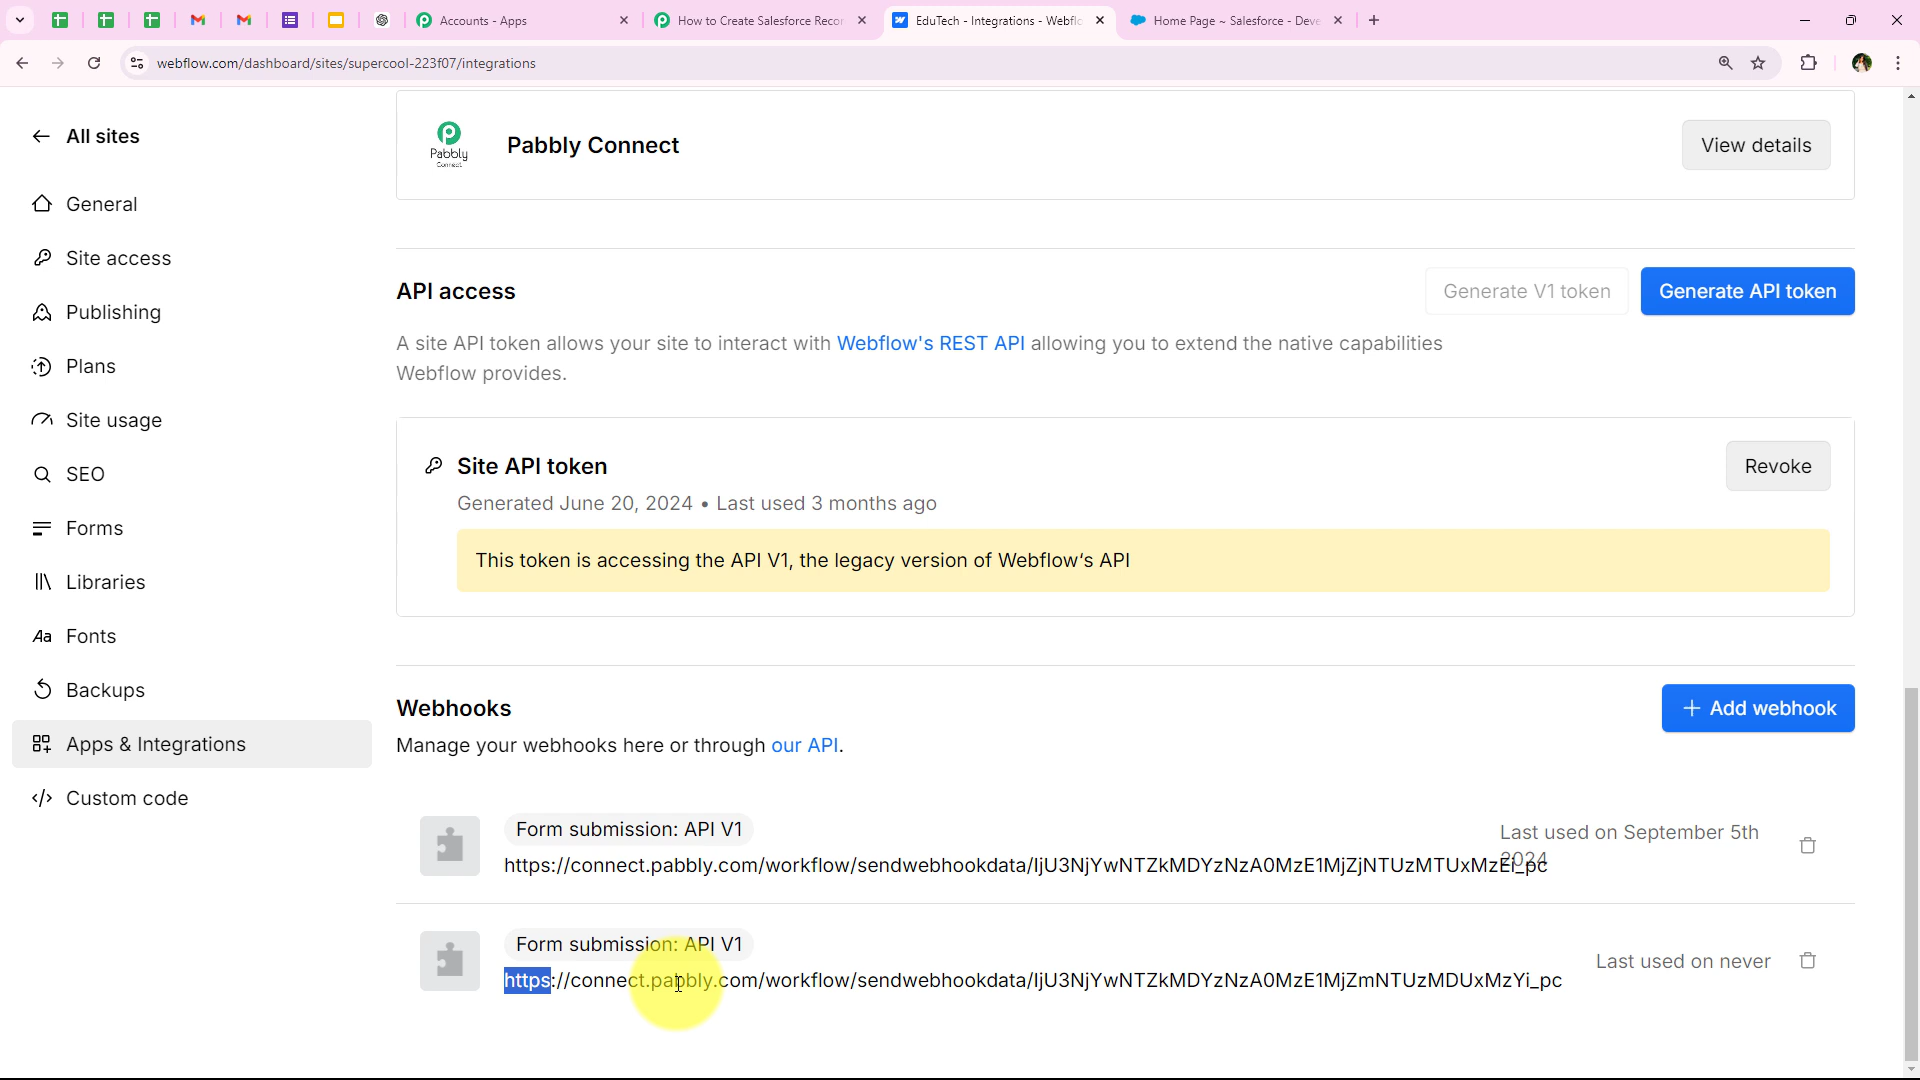 Accounts - Apps
How to Create Salesforce Recor
EduTech - Integrations - Webflo
Home Page ~ Salesforce - Deve
webflow.com/dashboard/sites/supercool-223f07/integrations
All sites
General
Site access
Publishing
Plans
Site usage
SEO
Forms
Libraries
Aa Fonts
Backups
Apps & Integrations
</> Custom code
Pabbly
Connect
Pabbly Connect
View details
API access
Generate V1 token
Generate API token
A site API token allows your site to interact with Webflow's REST API allowing you to extend the native capabilities
Webflow provides.
Site API token
Revoke
Generated June 20, 2024 • Last used 3 months ago
This token is accessing the API V1, the legacy version of Webflow's API
Webhooks
+ Add webhook
Manage your webhooks here or through our API.
Form submission: API V1
https://connect.pabbly.com/workflow/sendwebhookdata/IjU3NjYwNTZkMDYzNzA0MzE1MjZjNTUzMTUxMzEi_pc
Last used on September 5th
2024
Form submission: API V1
https://connect.pabbly.com/workflow/sendwebhookdata/IjU3NjYwNTZkMDYzNzA0MzE1MjZmNTUzMDUxMzYi_pc
Last used on never